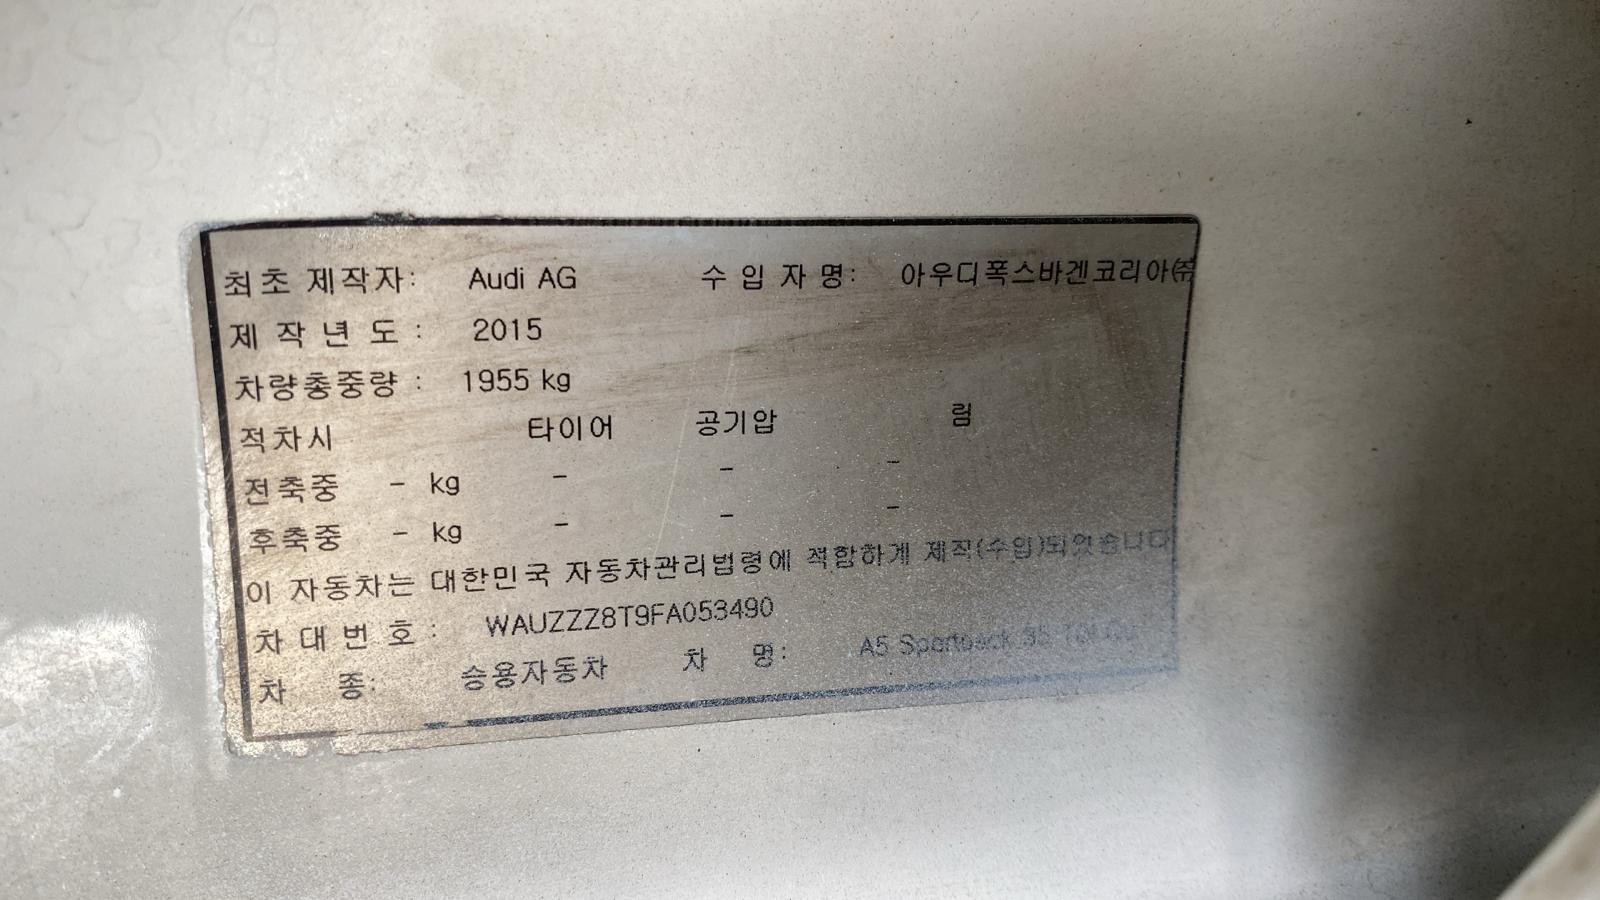 최초 제작자: Audi AG 수 입 자 명: 아우디폭스바겐코리아㈜
제 작 년 도 : 2015
차량총중량 : 1955 kg
적차시 타이어 공기압 림
전축중 - kg - - -
후축중 - kg - - -
이 자동차는 대한민국 자동차관리법령에 적합하게 제작(수입)되었습니다
차 대 번 호 : WAUZZZ8T9FA053490
차 종: 승용자동차 차 명: A5 Sportback